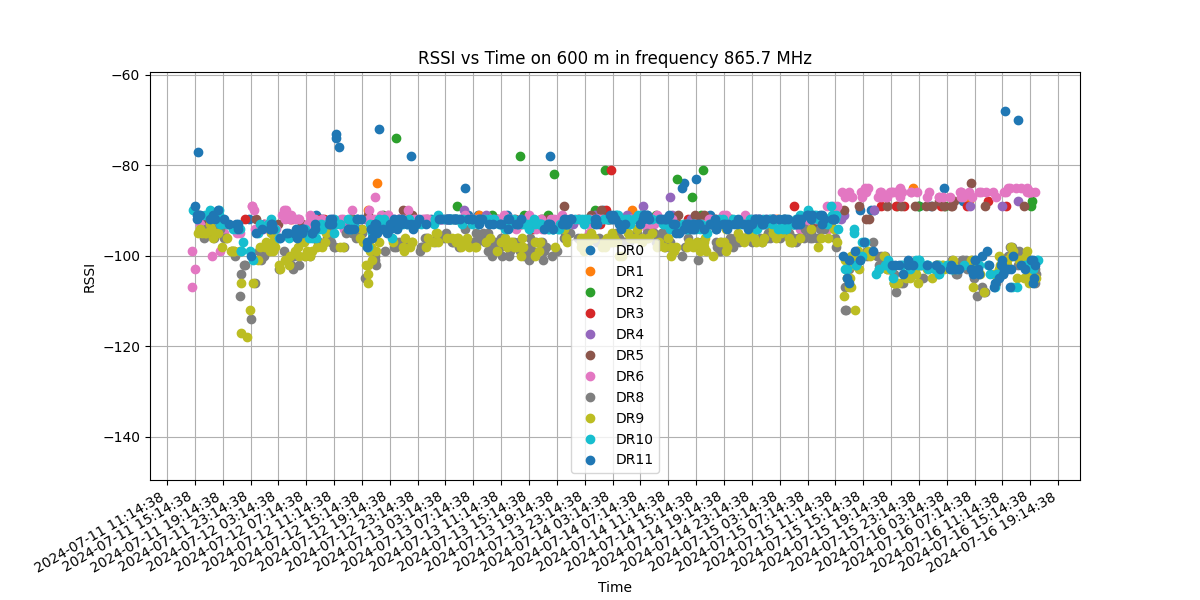 RSSI vs Time on 600 m in frequency 865.7 MHz
RSSI
−60
−80
−100
−120
−140
DR0
DR1
DR2
DR3
DR4
DR5
DR6
DR8
DR9
DR10
DR11
2024-07-11 11:14:38
2024-07-11 15:14:38
2024-07-11 19:14:38
2024-07-11 23:14:38
2024-07-12 03:14:38
2024-07-12 07:14:38
2024-07-12 11:14:38
2024-07-12 15:14:38
2024-07-12 19:14:38
2024-07-12 23:14:38
2024-07-13 03:14:38
2024-07-13 07:14:38
2024-07-13 11:14:38
2024-07-13 15:14:38
2024-07-13 19:14:38
2024-07-13 23:14:38
2024-07-14 03:14:38
2024-07-14 07:14:38
2024-07-14 11:14:38
2024-07-14 15:14:38
2024-07-14 19:14:38
2024-07-14 23:14:38
2024-07-15 03:14:38
2024-07-15 07:14:38
2024-07-15 11:14:38
2024-07-15 15:14:38
2024-07-15 19:14:38
2024-07-15 23:14:38
2024-07-16 03:14:38
2024-07-16 07:14:38
2024-07-16 11:14:38
2024-07-16 15:14:38
2024-07-16 19:14:38
Time